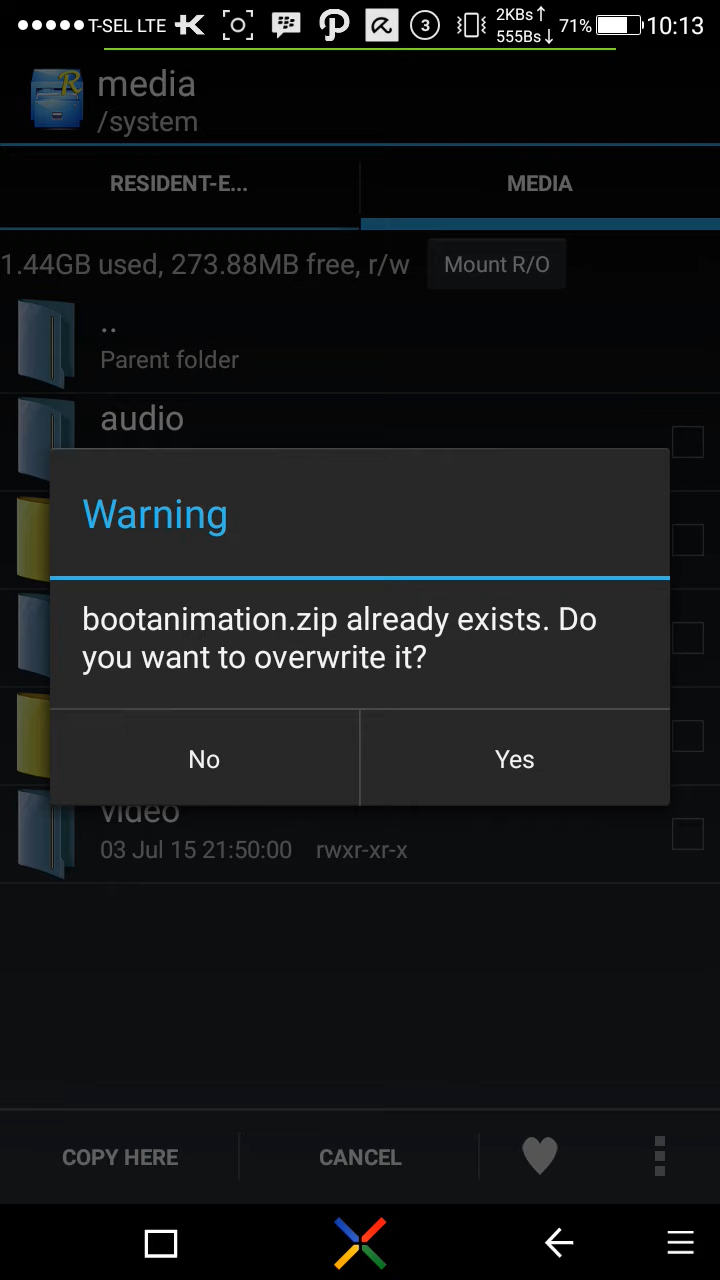 T-SEL LTE 3 2KBs↑ 555Bs↓ 71% 10:13
R
media
/system
RESIDENT-E... MEDIA
1.44GB used, 273.88MB free, r/w Mount R/O
..
Parent folder
audio
Warning
bootanimation.zip already exists. Do
you want to overwrite it?
No Yes
video
03 Jul 15 21:50:00 rwxr-xr-x
COPY HERE CANCEL